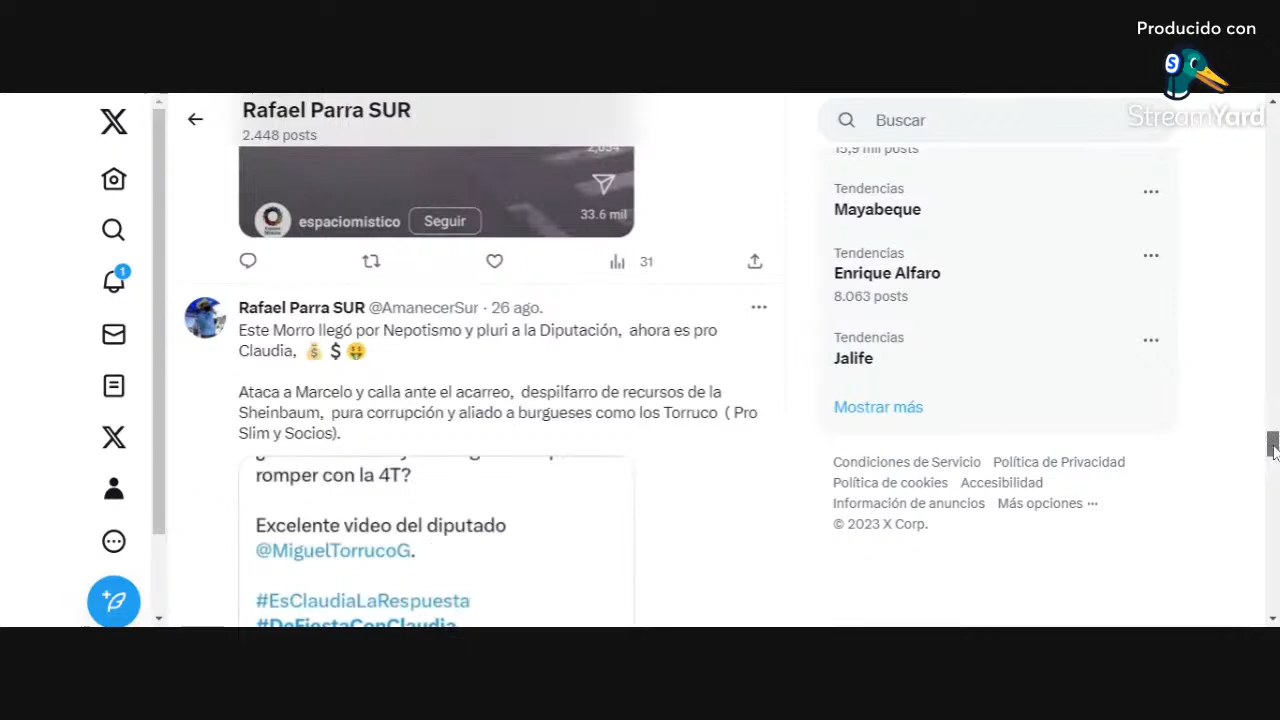 Producido con
StreamYard
Rafael Parra SUR
2.448 posts
Buscar
15,9 mil posts
Tendencias
Mayabeque
Tendencias
Enrique Alfaro
8.063 posts
Tendencias
Jalife
Mostrar más
Condiciones de Servicio Política de Privacidad
Política de cookies Accesibilidad
Información de anuncios Más opciones ···
© 2023 X Corp.
1
2,654
33.6 mil
espaciomistico Seguir
31
Rafael Parra SUR @AmanecerSur · 26 ago.
Este Morro llegó por Nepotismo y pluri a la Diputación, ahora es pro
Claudia, 💰 $ 🤑
Ataca a Marcelo y calla ante el acarreo, despilfarro de recursos de la
Sheinbaum, pura corrupción y aliado a burgueses como los Torruco ( Pro
Slim y Socios).
romper con la 4T?
Excelente video del diputado
@MiguelTorrucoG.
#EsClaudiaLaRespuesta
#DeFiestaConClaudia